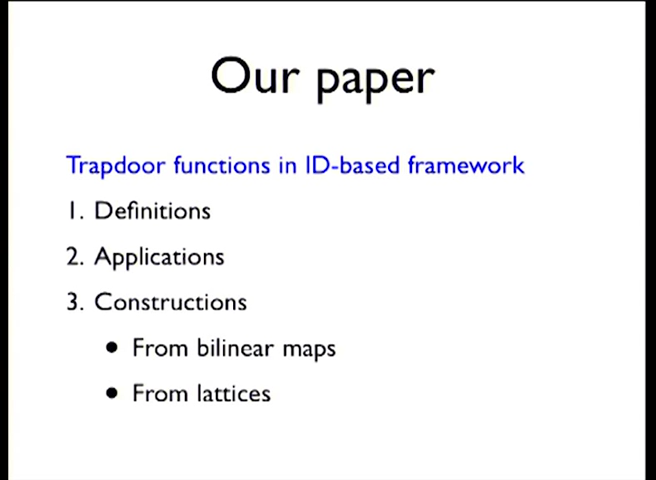 Our paper
Trapdoor functions in ID-based framework
1. Definitions
2. Applications
3. Constructions
• From bilinear maps
• From lattices